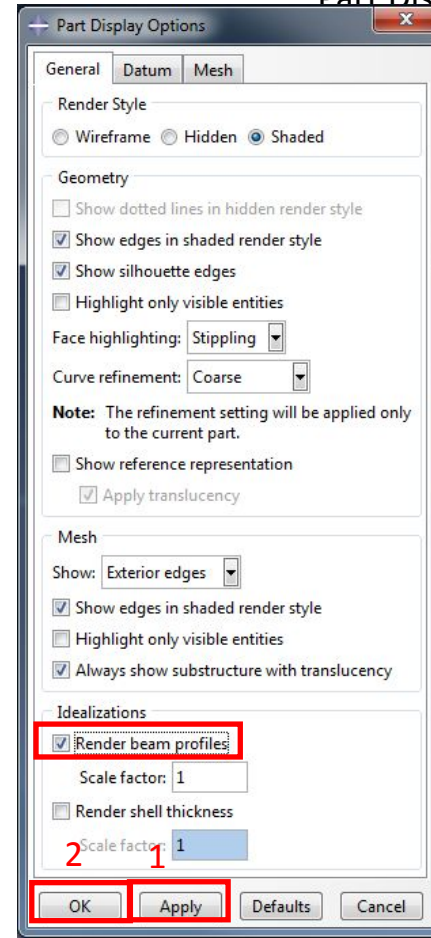 Part Dis
Part Display Options
General Datum Mesh
Render Style
Wireframe Hidden Shaded
Geometry
Show dotted lines in hidden render style
Show edges in shaded render style
Show silhouette edges
Highlight only visible entities
Face highlighting: Stippling
Curve refinement: Coarse
Note: The refinement setting will be applied only
to the current part.
Show reference representation
Apply translucency
Mesh
Show: Exterior edges
Show edges in shaded render style
Highlight only visible entities
Always show substructure with translucency
Idealizations
Render beam profiles
Scale factor: 1
Render shell thickness
Scale factor: 1
2 1
OK Apply Defaults Cancel